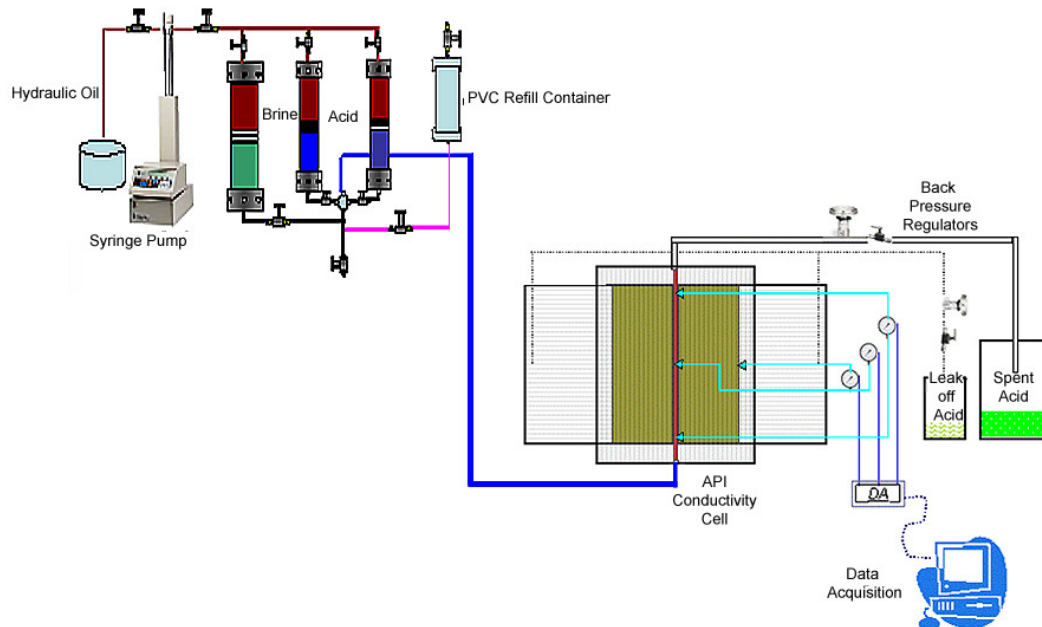 Hydraulic Oil
Syringe Pump
Brine
Acid
PVC Refill Container
Back
Pressure
Regulators
Leak
off
Acid
Spent
Acid
API
Conductivity
Cell
DA
Data
Acquisition